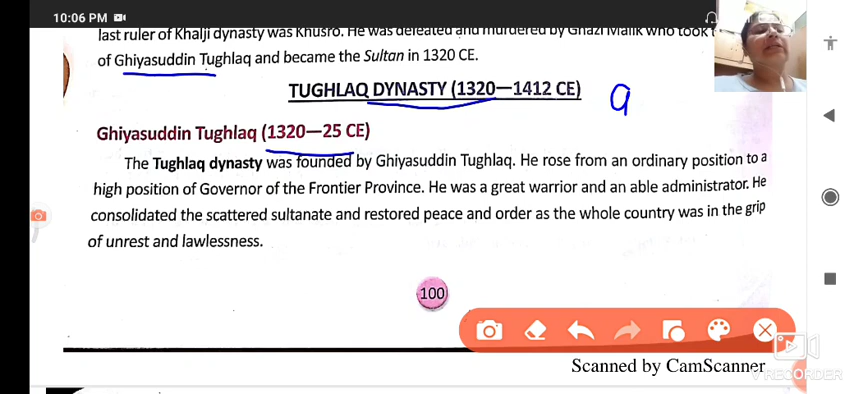 10:06 PM
last ruler of Khalji dynasty was Khusro. He was defeated and murdered by Ghazi Malik who took
of Ghiyasuddin Tughlaq and became the Sultan in 1320 CE.
TUGHLAQ DYNASTY (1320—1412 CE)
Ghiyasuddin Tughlaq (1320—25 CE)
The Tughlaq dynasty was founded by Ghiyasuddin Tughlaq. He rose from an ordinary position to a
high position of Governor of the Frontier Province. He was a great warrior and an able administrator. He
consolidated the scattered sultanate and restored peace and order as the whole country was in the grip
of unrest and lawlessness.
100
Scanned by CamScanner
V RECORDER